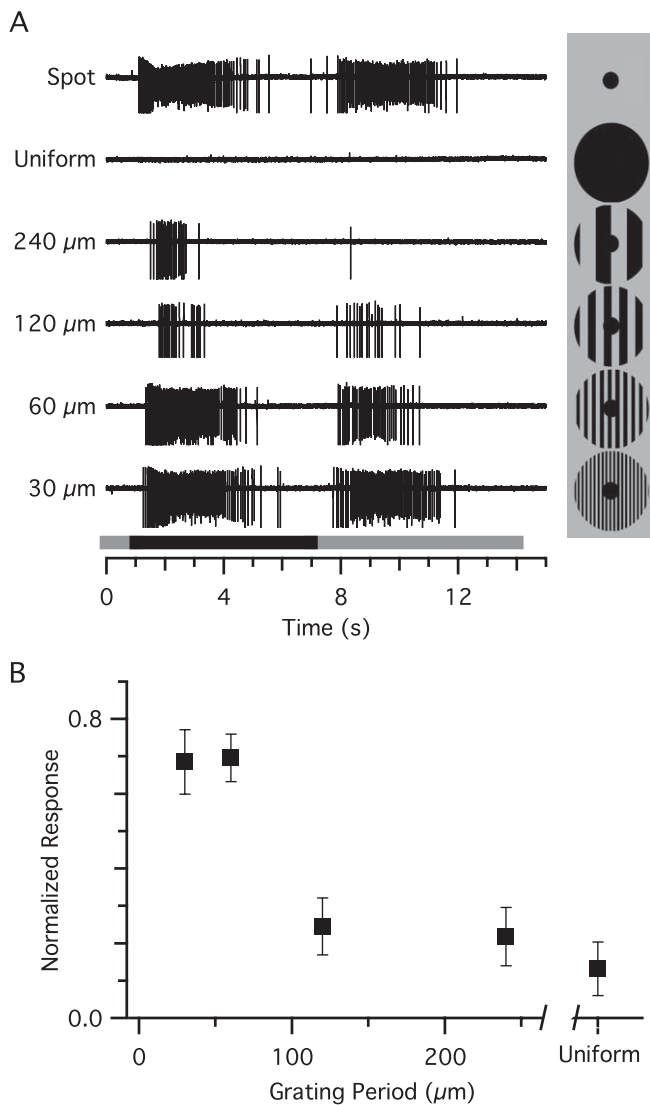 A
Spot
Uniform
240 µm
120 µm
60 µm
30 µm
0 4 8 12
Time (s)
B
0.8
0.0
Normalized Response
0 100 200 Uniform
Grating Period (µm)